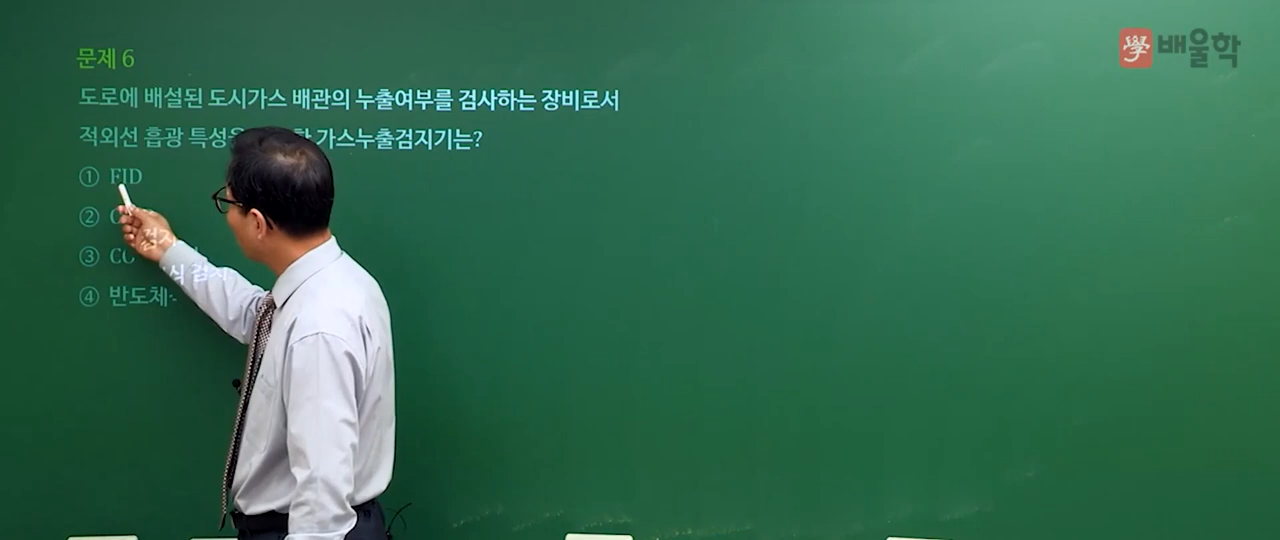 學 배울학
문제 6
도로에 배설된 도시가스 배관의 누출여부를 검사하는 장비로서
적외선 흡광 특성을 가스누출검지기는?
① FID
②
③
④ 반도체